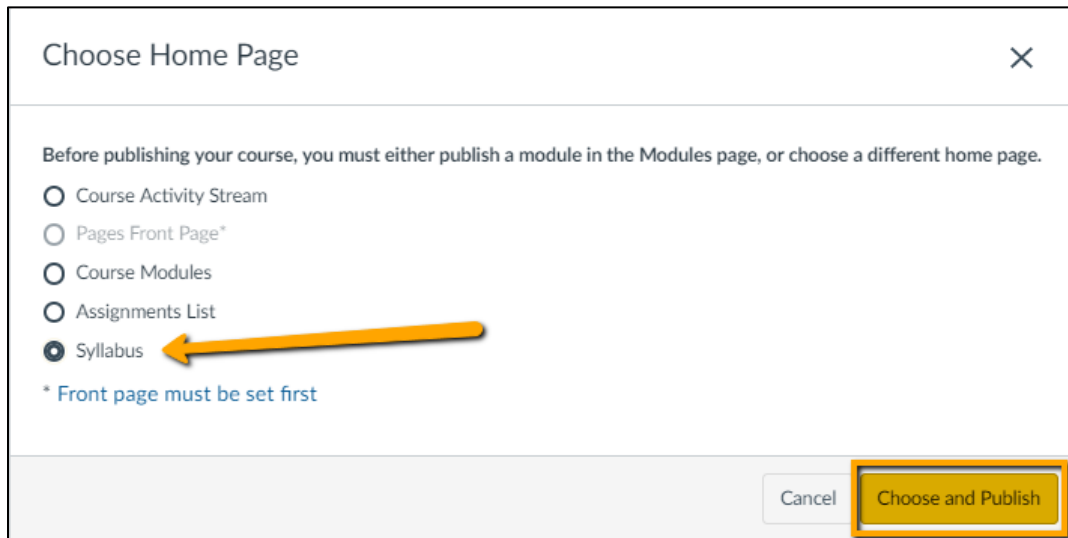 Choose Home Page
Before publishing your course, you must either publish a module in the Modules page, or choose a different home page.
Course Activity Stream
Pages Front Page*
Course Modules
Assignments List
Syllabus
* Front page must be set first
Cancel
Choose and Publish